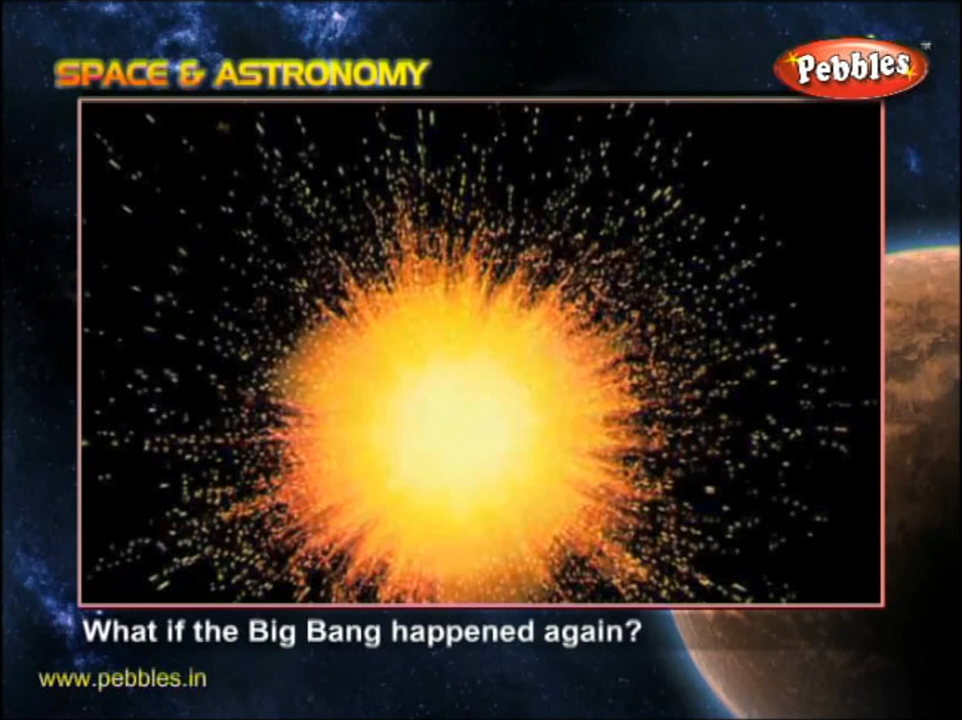 SPACE & ASTRONOMY
Pebbles
What if the Big Bang happened again?
www.pebbles.in